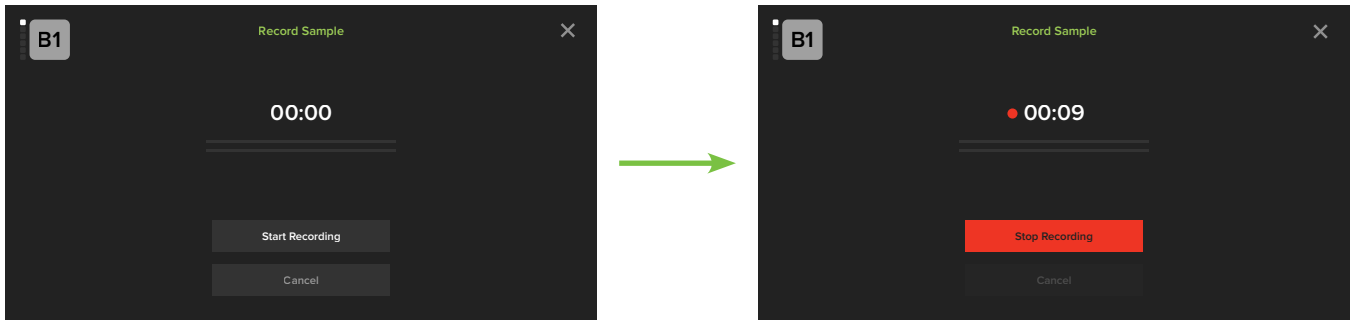 B1
Record Sample
00:00
Start Recording
Cancel
B1
Record Sample
00:09
Stop Recording
Cancel